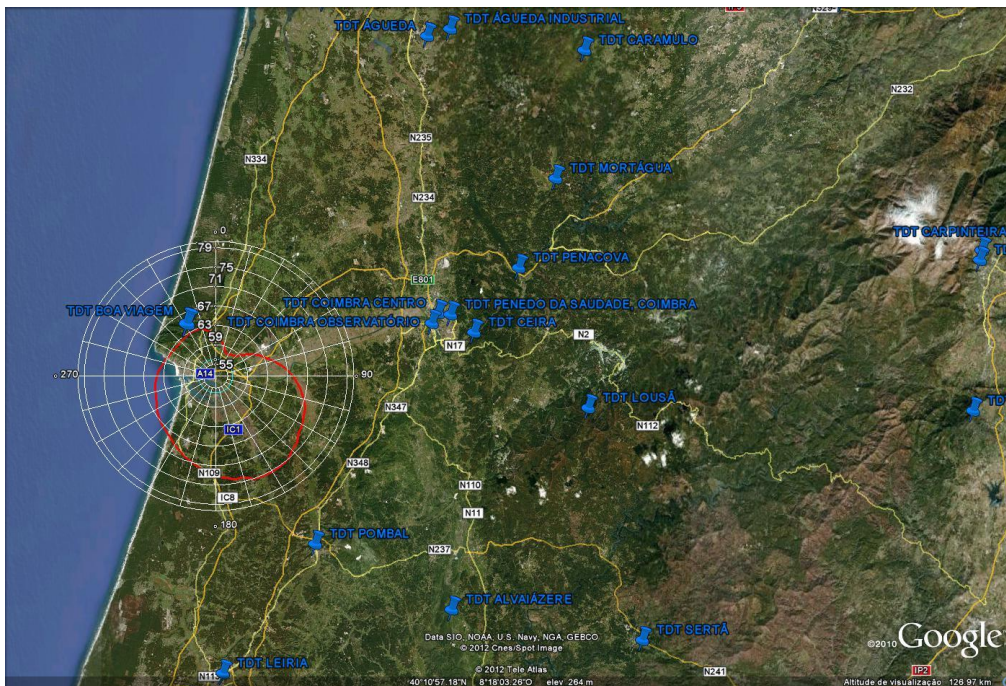 N329-
TDT ÁGUEDA
TDT ÁGUEDA INDUSTRIAL
TDT CARAMULO
N232
N235
N334
TDT MORTÁGUA
N234
0
79
TDT CARPINTEIRA
75
TDT PENACOVA
71
E801
67
TDT COIMBRA CENTRO
TDT PENEDO DA SAUDADE, COIMBRA
TDT BOA VIAGEM
63
TDT COIMBRA OBSERVATÓRIO
TDT CEIRA
59
N2
N17
55
270
A14
90
TDT LOUSÃ
N347
N112
IC1
N348
N109
N110
IC8
N11
180
TDT POMBAL
N237
TDT ALVAIÁZERE
TDT SERTÃ
Data SIO, NOAA, U.S. Navy, NGA, GEBCO
© 2012 Cnes/Spot Image
©2010 Google
TDT LEIRIA
© 2012 Tele Atlas
N241
IP2
40°10'57.18"N 8°18'03.26"O elev 264 m
Altitude de visualização 126.97 km